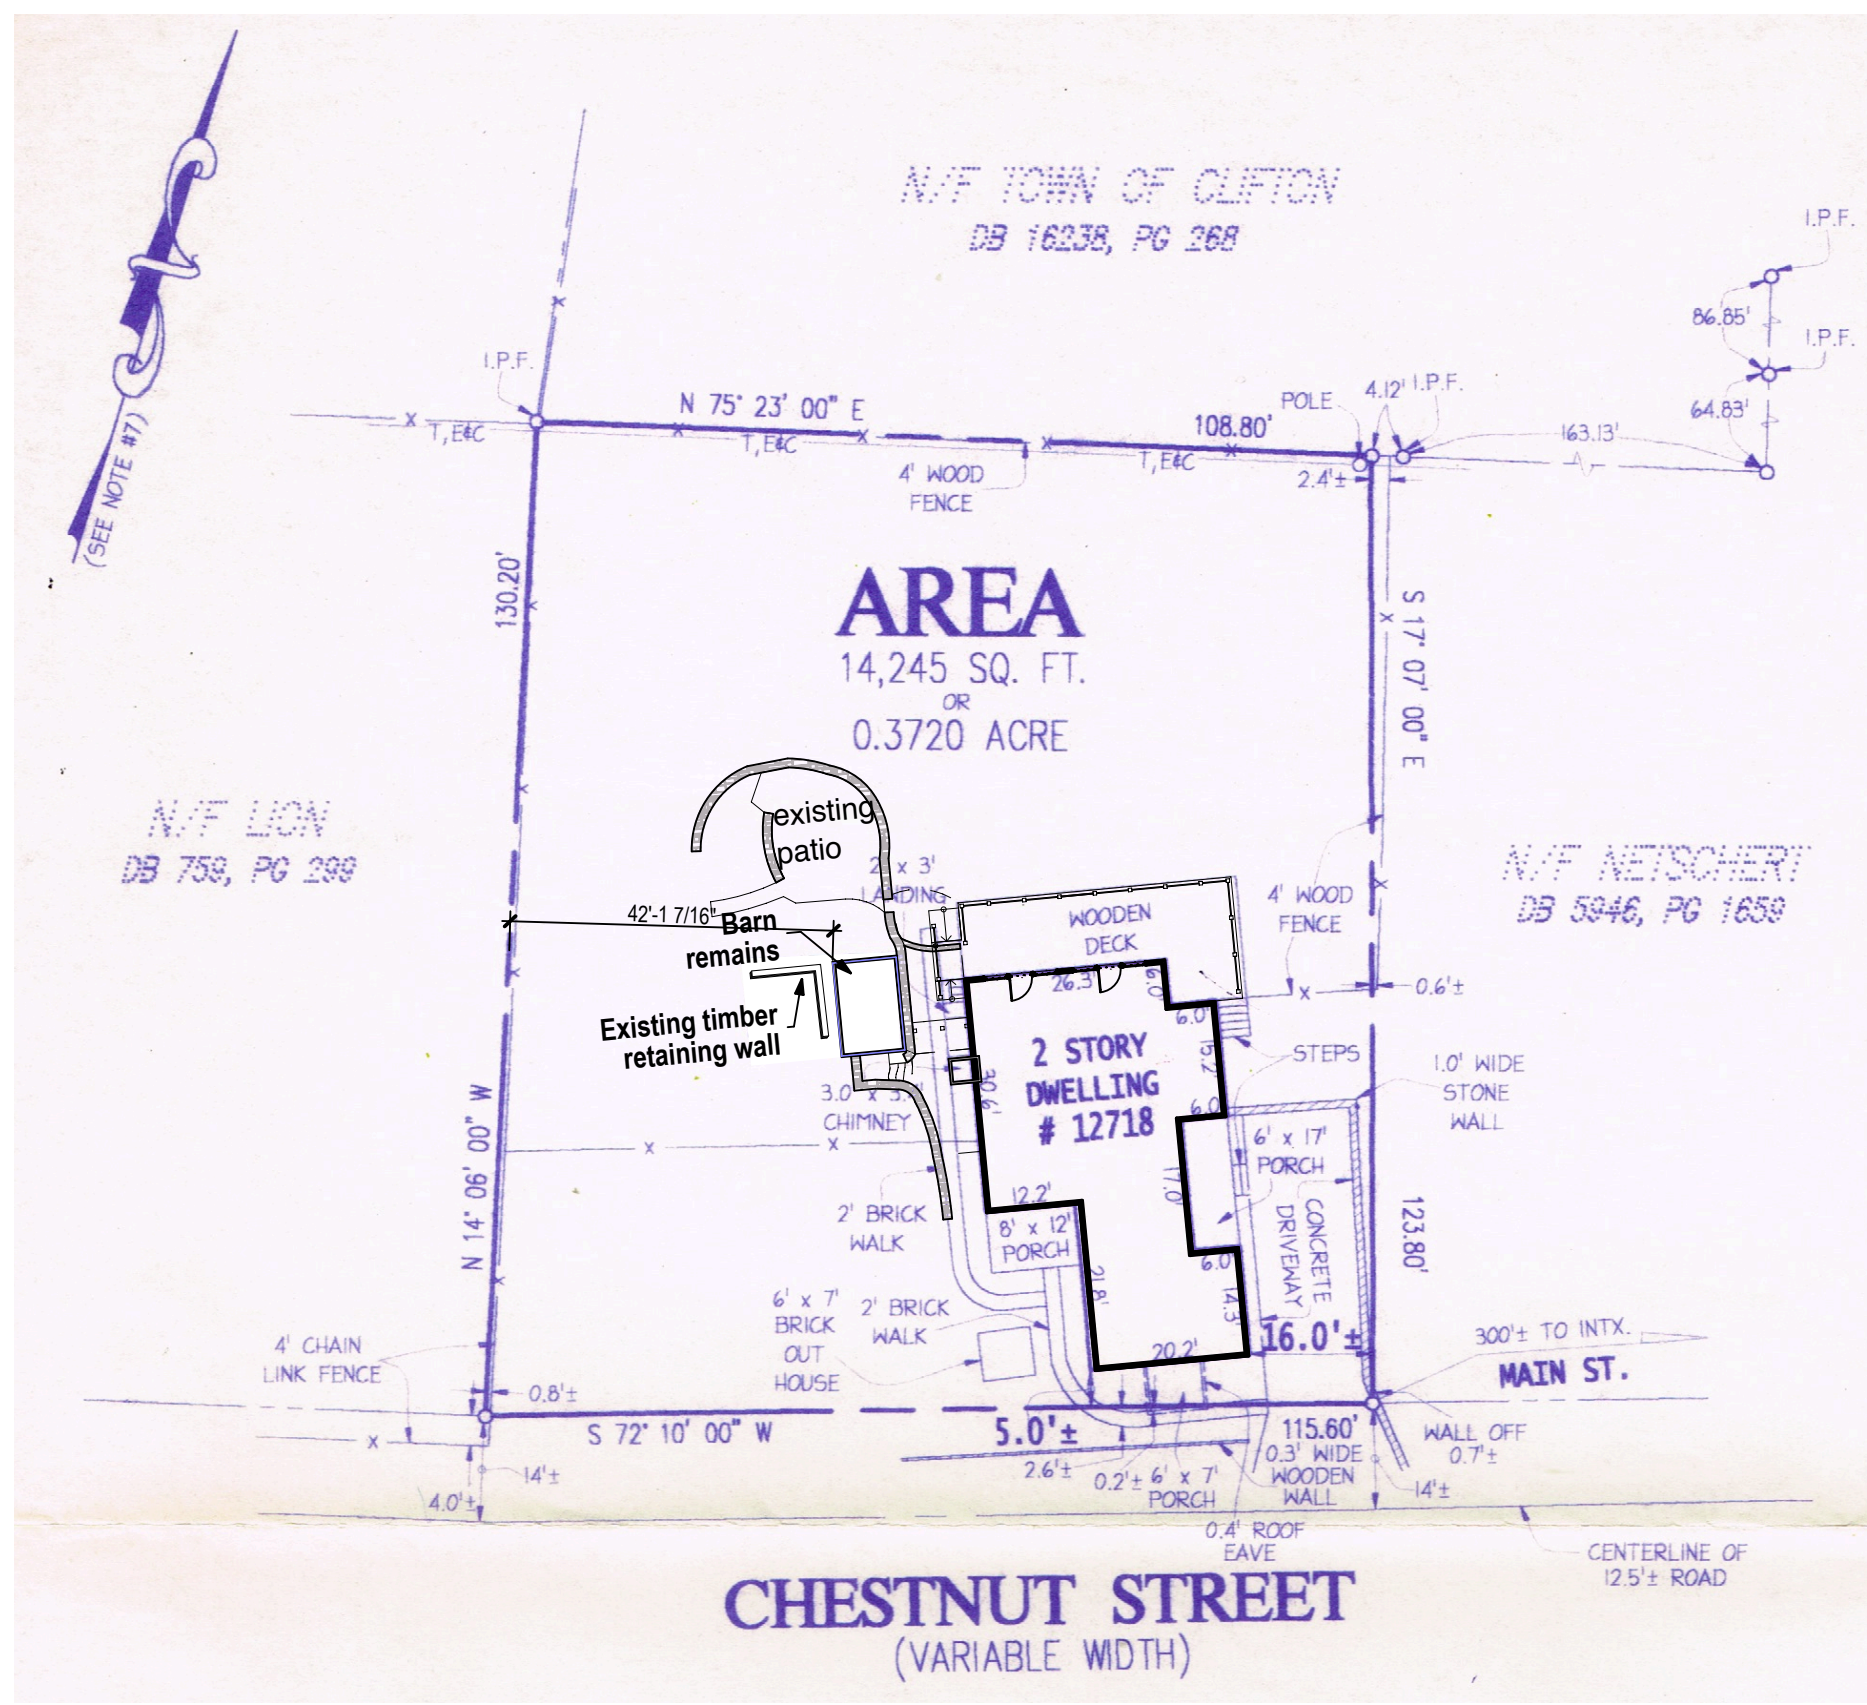 N/F TOWN OF CLIFTON
DB 16238, PG 268
I.P.F.
86.85'
I.P.F.
64.83'
(SEE NOTE #7)
I.P.F.
N 75° 23' 00" E
T, E&C
T, E&C
4' WOOD
FENCE
108.80'
T, E&C
POLE
4.12'
I.P.F.
2.4'±
163.13'
130.20'
AREA
14,245 SQ. FT.
OR
0.3720 ACRE
S 17° 07' 00" E
N/F LION
DB 759, PG 299
existing
patio
LANDING
42'-1 7/16"
Barn
remains
Existing timber
retaining wall
WOODEN
DECK
4' WOOD
FENCE
N/F NETSCHERT
DB 5946, PG 1659
0.6'±
26.3'
6.0'
6.0'
15.2'
STEPS
2 STORY
DWELLING
# 12718
30.6'
6.0'
1.0' WIDE
STONE
WALL
CHIMNEY
N 14° 06' 00" W
6' x 17'
PORCH
17.0'
12.2'
8' x 12'
PORCH
2' BRICK
WALK
CONCRETE
DRIVEWAY
123.80'
6.0'
14.3'
21.8'
6' x 7'
BRICK
OUT
HOUSE
2' BRICK
WALK
4' CHAIN
LINK FENCE
0.8'±
20.2'
16.0'±
300'± TO INTX.
MAIN ST.
S 72° 10' 00" W
5.0'±
115.60'
WALL OFF
0.7'±
14'±
4.0'±
2.6'±
0.2'±
6' x 7'
PORCH
0.3' WIDE
WOODEN
WALL
14'±
0.4' ROOF
EAVE
CENTERLINE OF
12.5'± ROAD
CHESTNUT STREET
(VARIABLE WIDTH)